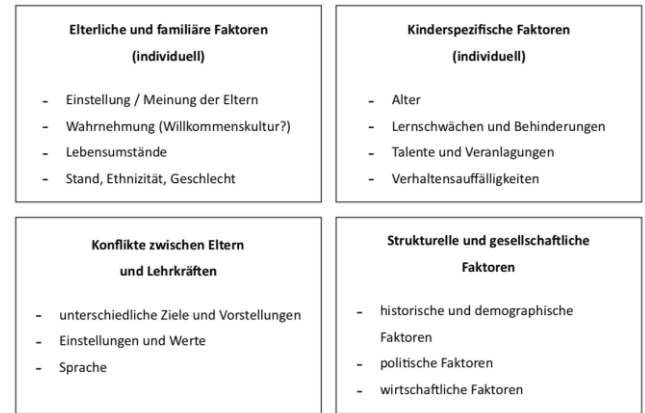 Elterliche und familiäre Faktoren
(individuell)
- Einstellung / Meinung der Eltern
- Wahrnehmung (Willkommenskultur?)
- Lebensumstände
- Stand, Ethnizität, Geschlecht
Kinderspezifische Faktoren
(individuell)
- Alter
- Lernschwächen und Behinderungen
- Talente und Veranlagungen
- Verhaltensauffälligkeiten
Konflikte zwischen Eltern
und Lehrkräften
- unterschiedliche Ziele und Vorstellungen
- Einstellungen und Werte
- Sprache
Strukturelle und gesellschaftliche
Faktoren
- historische und demographische
Faktoren
- politische Faktoren
- wirtschaftliche Faktoren